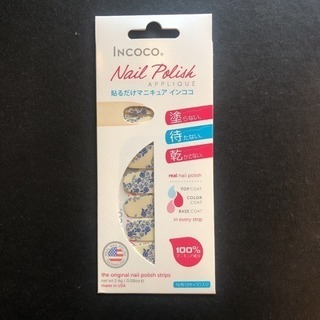 INCOCO®
Nail Polish
APPLIQUÉ
貼るだけマニキュア インココ
塗らない、
待たない、
乾かさない、
real nail polish
TOP COAT
COLOR COAT
BASE COAT
in every strip
100%
the original nail polish strips
made in USA